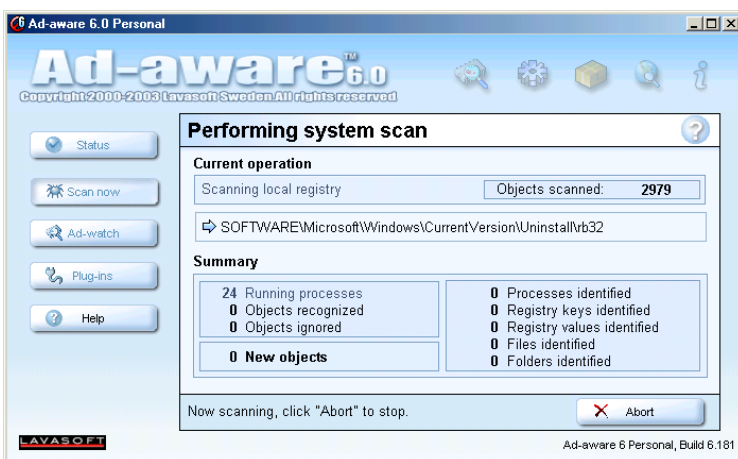 Ad-aware 6.0 Personal
Ad-aware 6.0
TM
Copyright 2000-2003 Lavasoft Sweden. All rights reserved
Status
Scan now
Ad-watch
Plug-ins
Help
Performing system scan
Current operation
Scanning local registry Objects scanned: 2979
SOFTWARE\Microsoft\Windows\CurrentVersion\Uninstall\rb32
Summary
24 Running processes
0 Objects recognized
0 Objects ignored
0 New objects
0 Processes identified
0 Registry keys identified
0 Registry values identified
0 Files identified
0 Folders identified
Now scanning, click "Abort" to stop.
Abort
LAVASOFT
Ad-aware 6 Personal, Build 6.181